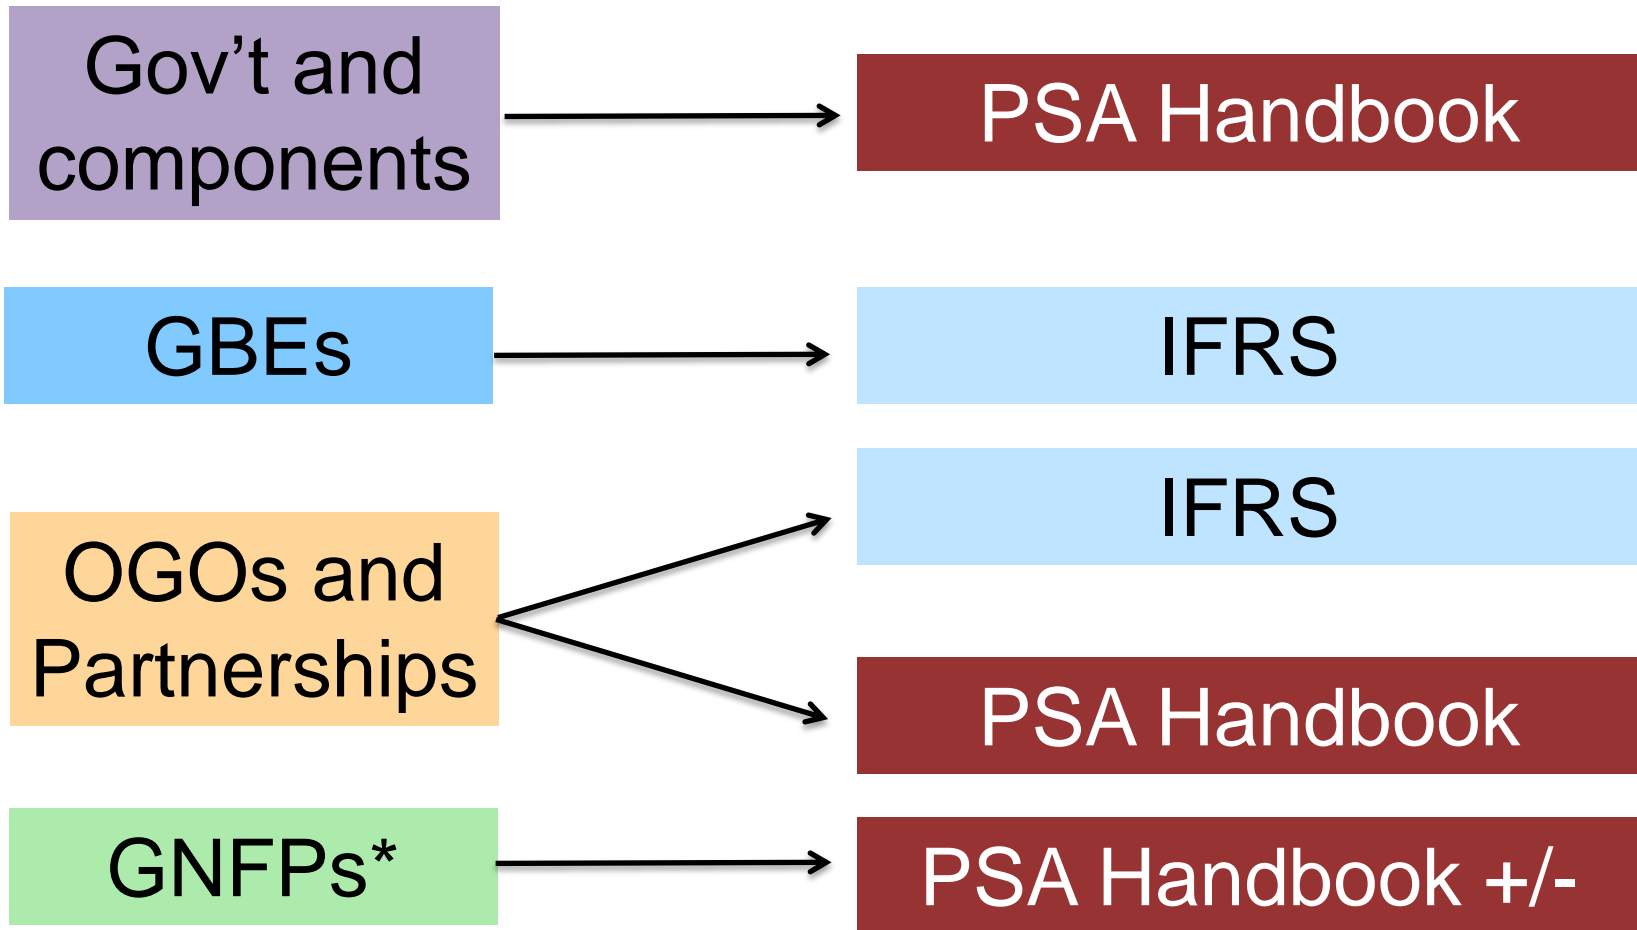 Gov’t and
components
PSA Handbook
GBEs
IFRS
IFRS
OGOs and
Partnerships
PSA Handbook
GNFPs*
PSA Handbook +/-